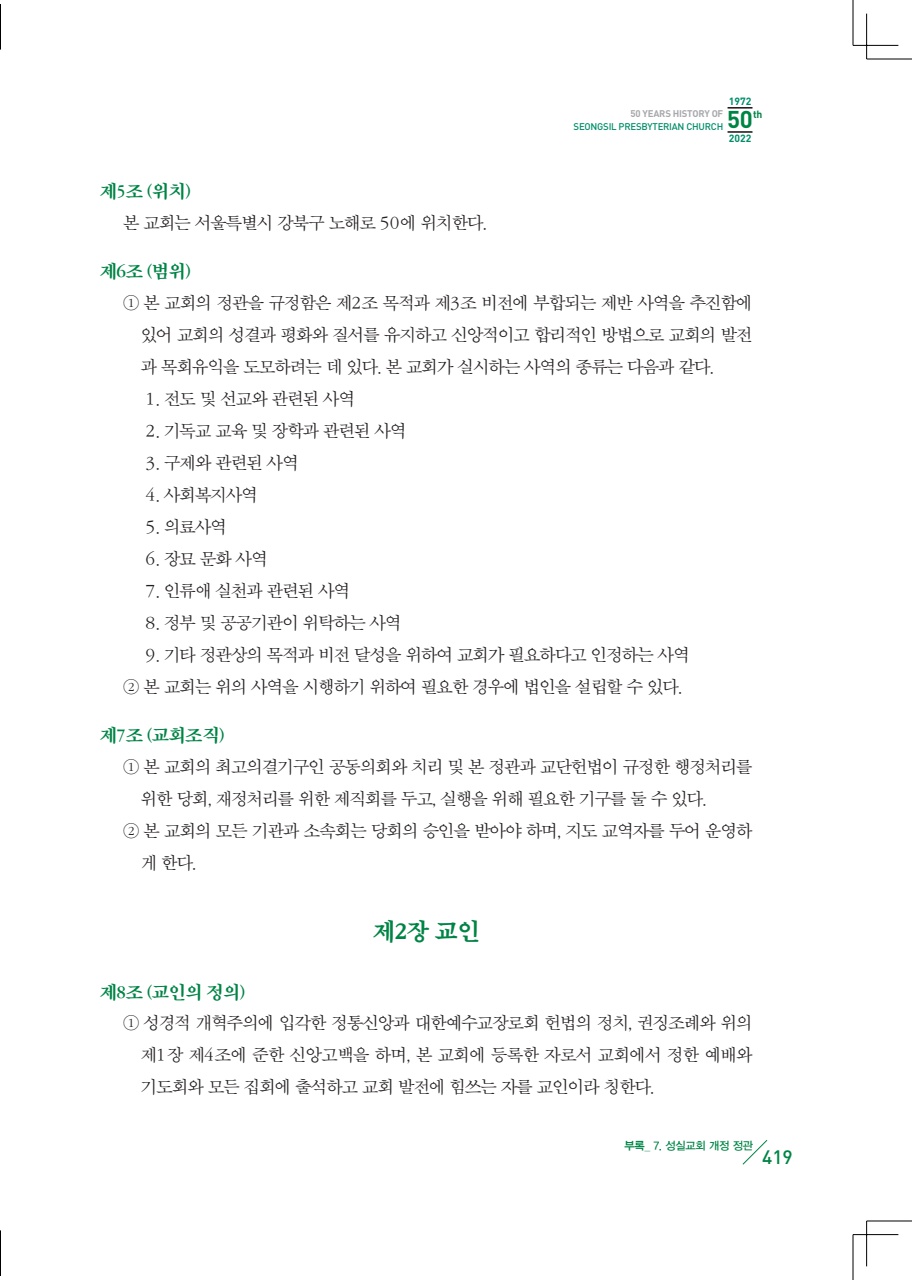 1972
50 YEARS HISTORY OF
50th
SEONGSIL PRESBYTERIAN CHURCH
2022
제5조 (위치)
본 교회는 서울특별시 강북구 노해로 50에 위치한다.
제6조 (범위)
① 본 교회의 정관을 규정함은 제2조 목적과 제3조 비전에 부합되는 제반 사역을 추진함에
있어 교회의 성결과 평화와 질서를 유지하고 신앙적이고 합리적인 방법으로 교회의 발전
과 목회유익을 도모하려는 데 있다. 본 교회가 실시하는 사역의 종류는 다음과 같다.
1. 전도 및 선교와 관련된 사역
2. 기독교 교육 및 장학과 관련된 사역
3. 구제와 관련된 사역
4. 사회복지사역
5. 의료사역
6. 장묘 문화 사역
7. 인류애 실천과 관련된 사역
8. 정부 및 공공기관이 위탁하는 사역
9. 기타 정관상의 목적과 비전 달성을 위하여 교회가 필요하다고 인정하는 사역
② 본 교회는 위의 사역을 시행하기 위하여 필요한 경우에 법인을 설립할 수 있다.
제7조 (교회조직)
① 본 교회의 최고의결기구인 공동의회와 치리 및 본 정관과 교단헌법이 규정한 행정처리를
위한 당회, 재정처리를 위한 제직회를 두고, 실행을 위해 필요한 기구를 둘 수 있다.
② 본 교회의 모든 기관과 소속회는 당회의 승인을 받아야 하며, 지도 교역자를 두어 운영하
게 한다.
제2장 교인
제8조 (교인의 정의)
① 성경적 개혁주의에 입각한 정통신앙과 대한예수교장로회 헌법의 정치, 권징조례와 위의
제1장 제4조에 준한 신앙고백을 하며, 본 교회에 등록한 자로서 교회에서 정한 예배와
기도회와 모든 집회에 출석하고 교회 발전에 힘쓰는 자를 교인이라 칭한다.
부록_ 7. 성실교회 개정 정관
419